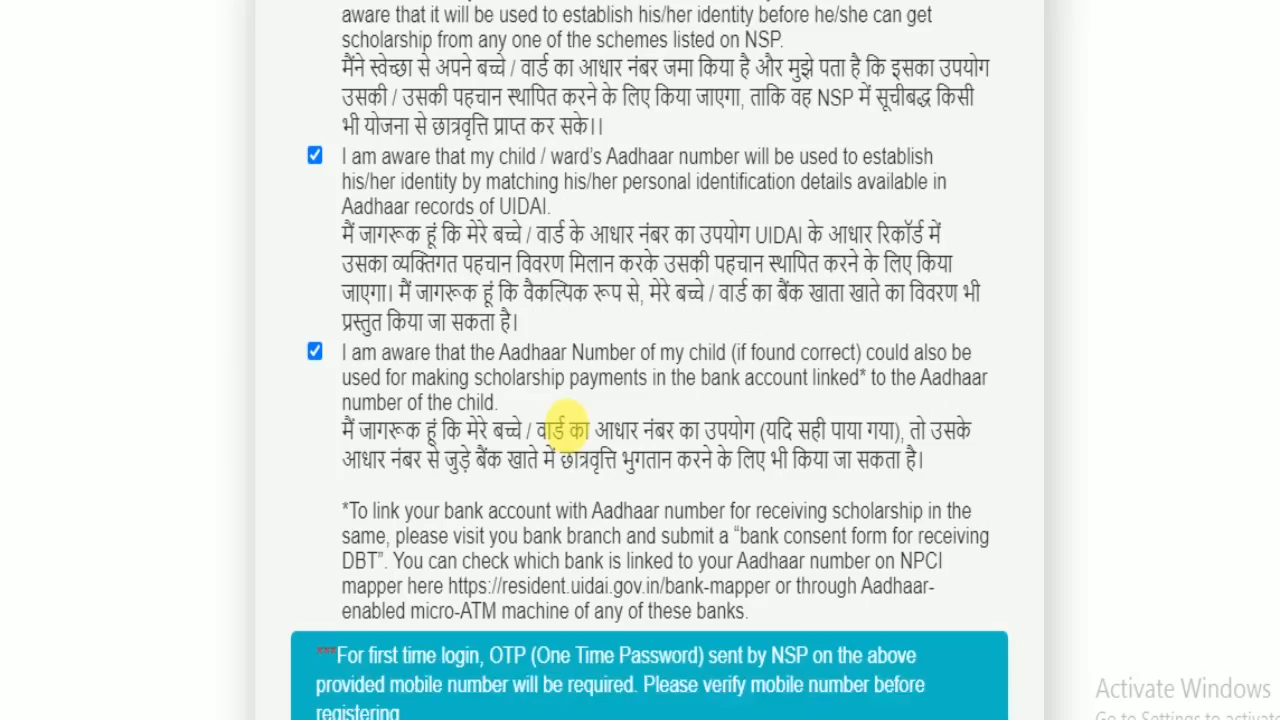 aware that it will be used to establish his/her identity before he/she can get
scholarship from any one of the schemes listed on NSP.
मैंने स्वेच्छा से अपने बच्चे / वार्ड का आधार नंबर जमा किया है और मुझे पता है कि इसका उपयोग
उसकी / उसकी पहचान स्थापित करने के लिए किया जाएगा, ताकि वह NSP में सूचीबद्ध किसी
भी योजना से छात्रवृत्ति प्राप्त कर सके।।
I am aware that my child / ward's Aadhaar number will be used to establish
his/her identity by matching his/her personal identification details available in
Aadhaar records of UIDAI.
मैं जागरूक हूं कि मेरे बच्चे / वार्ड के आधार नंबर का उपयोग UIDAI के आधार रिकॉर्ड में
उसका व्यक्तिगत पहचान विवरण मिलान करके उसकी पहचान स्थापित करने के लिए किया
जाएगा। मैं जागरूक हूं कि वैकल्पिक रूप से, मेरे बच्चे / वार्ड का बैंक खाता खाते का विवरण भी
प्रस्तुत किया जा सकता है।
I am aware that the Aadhaar Number of my child (if found correct) could also be
used for making scholarship payments in the bank account linked* to the Aadhaar
number of the child.
मैं जागरूक हूं कि मेरे बच्चे / वार्ड का आधार नंबर का उपयोग (यदि सही पाया गया), तो उसके
आधार नंबर से जुड़े बैंक खाते में छात्रवृत्ति भुगतान करने के लिए भी किया जा सकता है।
*To link your bank account with Aadhaar number for receiving scholarship in the
same, please visit you bank branch and submit a “bank consent form for receiving
DBT”. You can check which bank is linked to your Aadhaar number on NPCI
mapper here https://resident.uidai.gov.in/bank-mapper or through Aadhaar-
enabled micro-ATM machine of any of these banks.
***For first time login, OTP (One Time Password) sent by NSP on the above
provided mobile number will be required. Please verify mobile number before
registering
Activate Windows
Go to Settings to activate